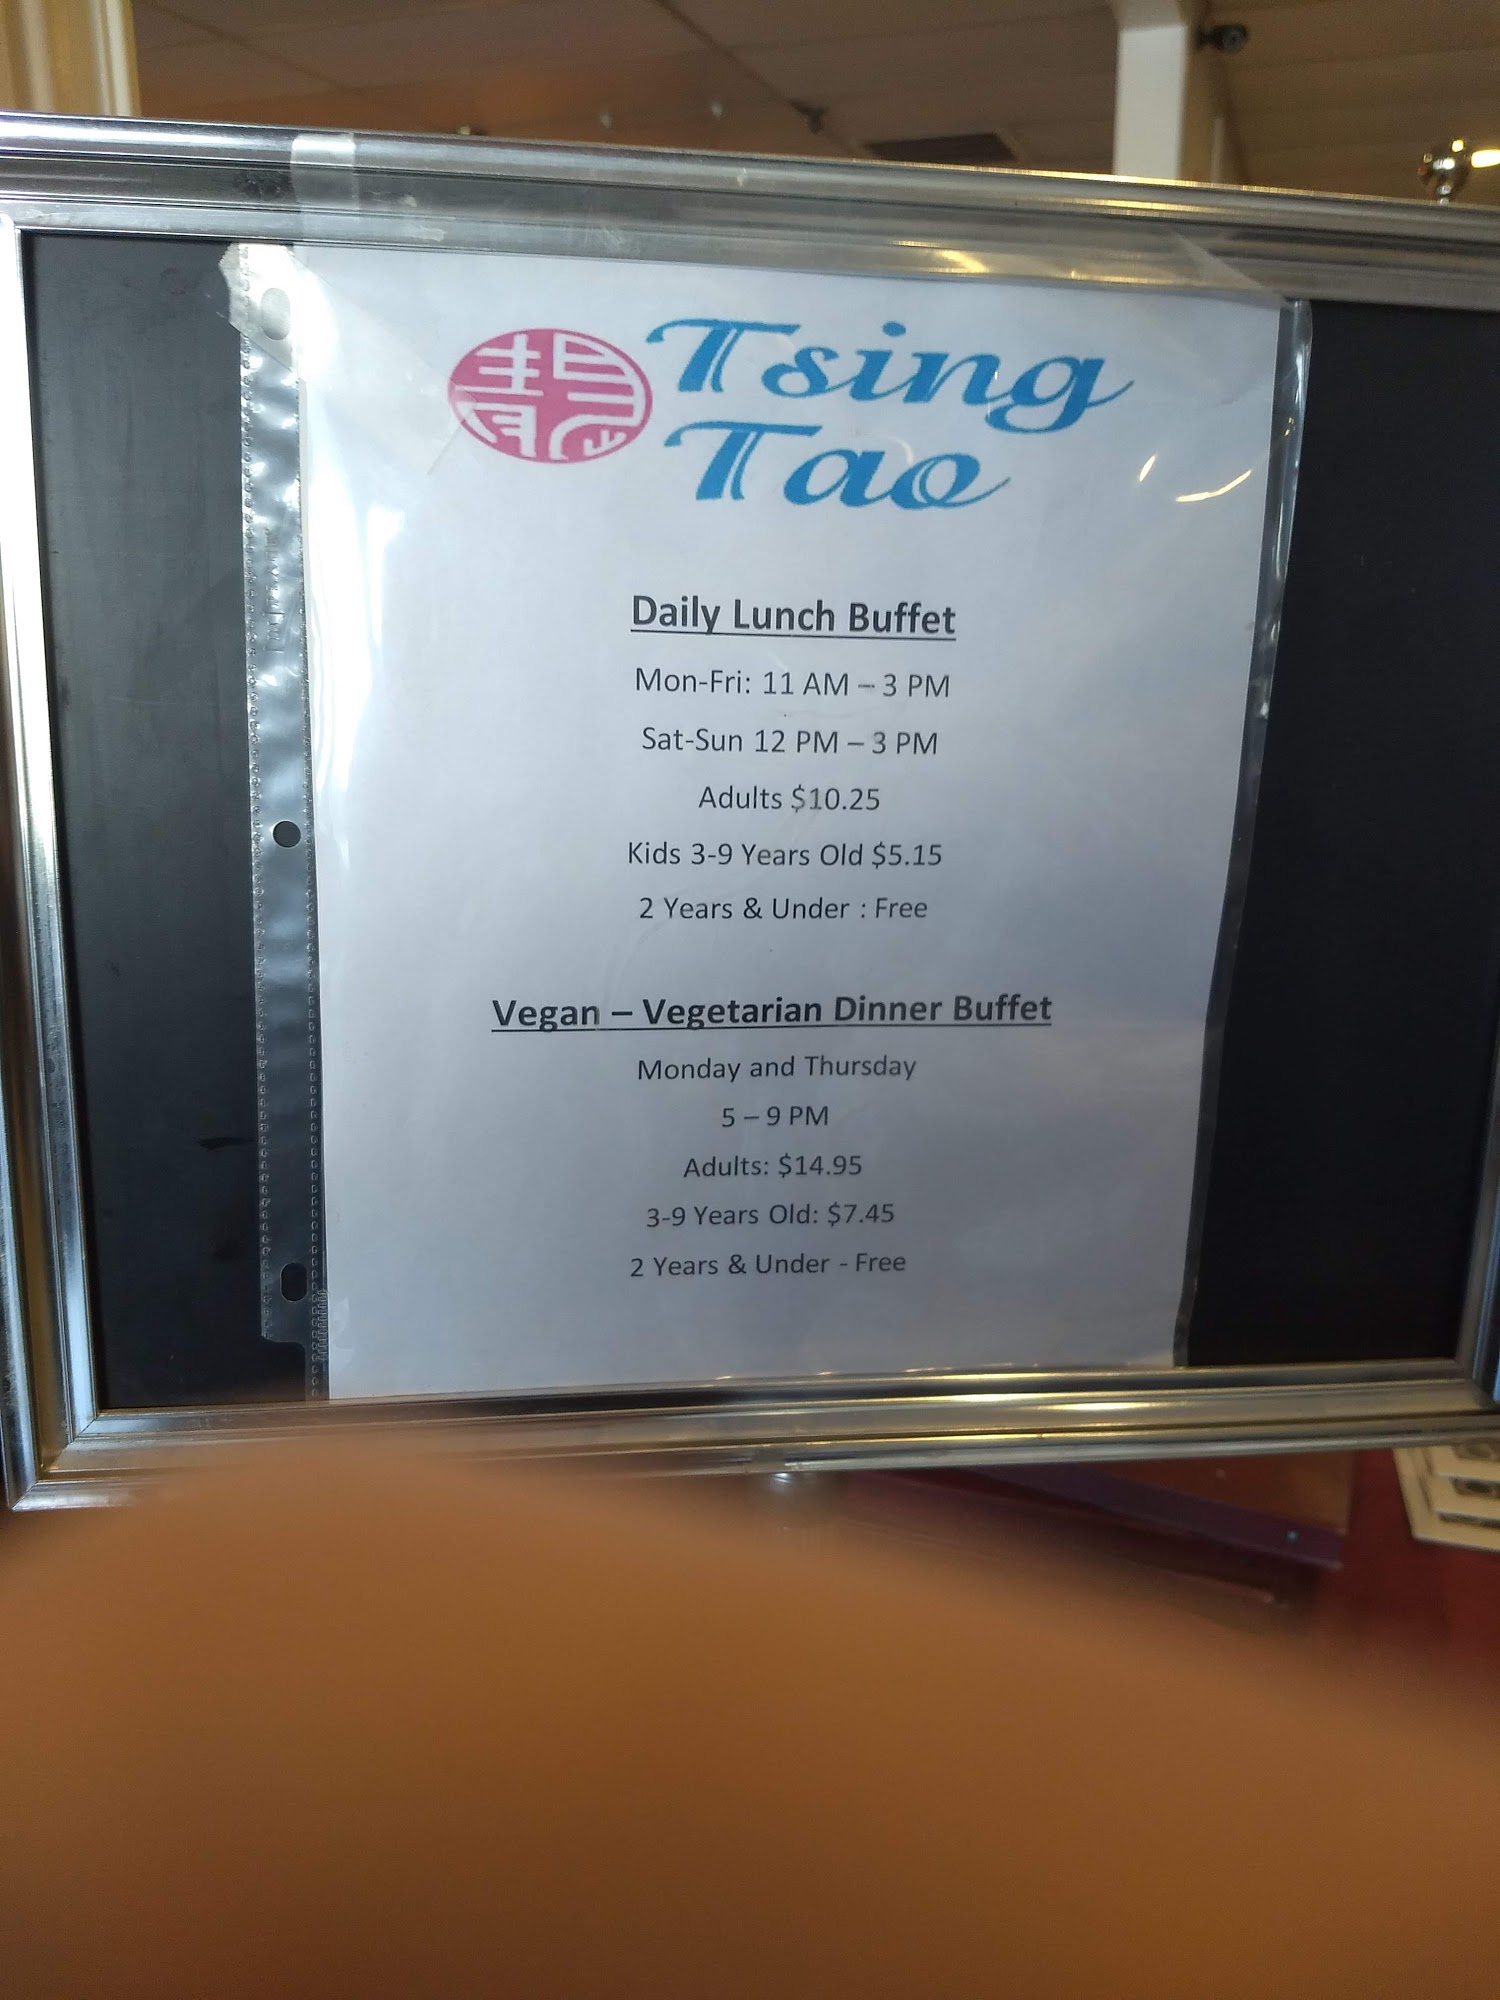 Tsing
Tao
Daily Lunch Buffet
Mon-Fri: 11 AM – 3 PM
Sat-Sun 12 PM – 3 PM
Adults $10.25
Kids 3-9 Years Old $5.15
2 Years & Under : Free
Vegan – Vegetarian Dinner Buffet
Monday and Thursday
5 – 9 PM
Adults: $14.95
3-9 Years Old: $7.45
2 Years & Under - Free